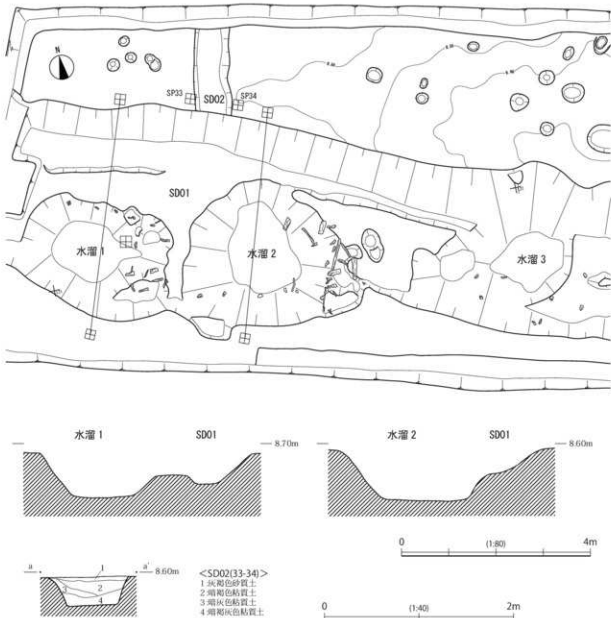 N
SP33
SD02
SP34
SD01
水溜 1
水溜 2
水溜 3
水溜 1
SD01
8.70m
水溜 2
SD01
8.60m
0
(1:80)
4m
a
1
a'
8.60m
3
2
4
<SD02(33-34)>
1:灰褐色砂質土
2:暗褐色粘質土
3:暗灰色粘質土
4:暗褐灰色粘質土
0
(1:40)
2m